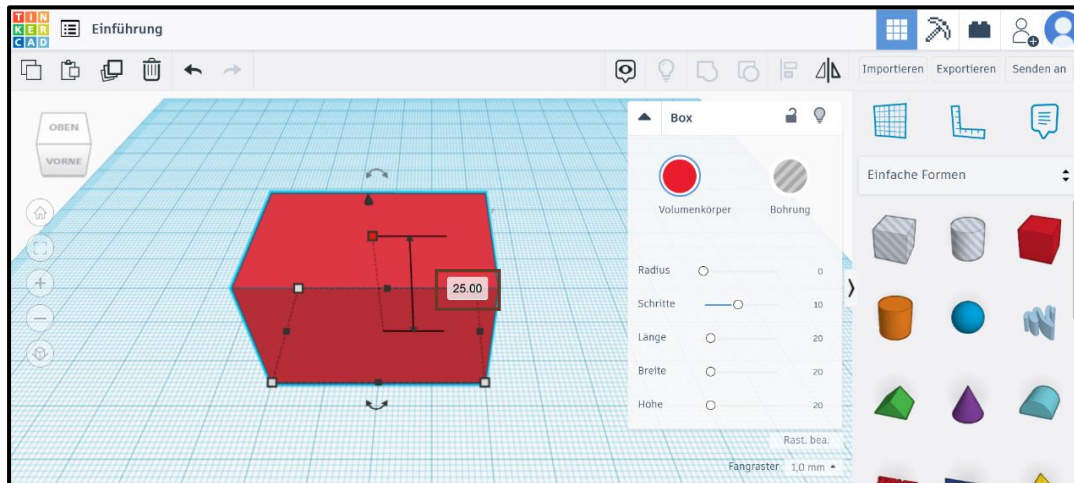 TIN
KER
CAD
Einführung
Importieren Exportieren Senden an
OBEN
VORNE
Box
Volumenkörper Bohrung
Radius 0
Schritte 10
Länge 20
Breite 20
Höhe 20
25.00
Rast. bea.
Fangraster 1,0 mm
Einfache Formen